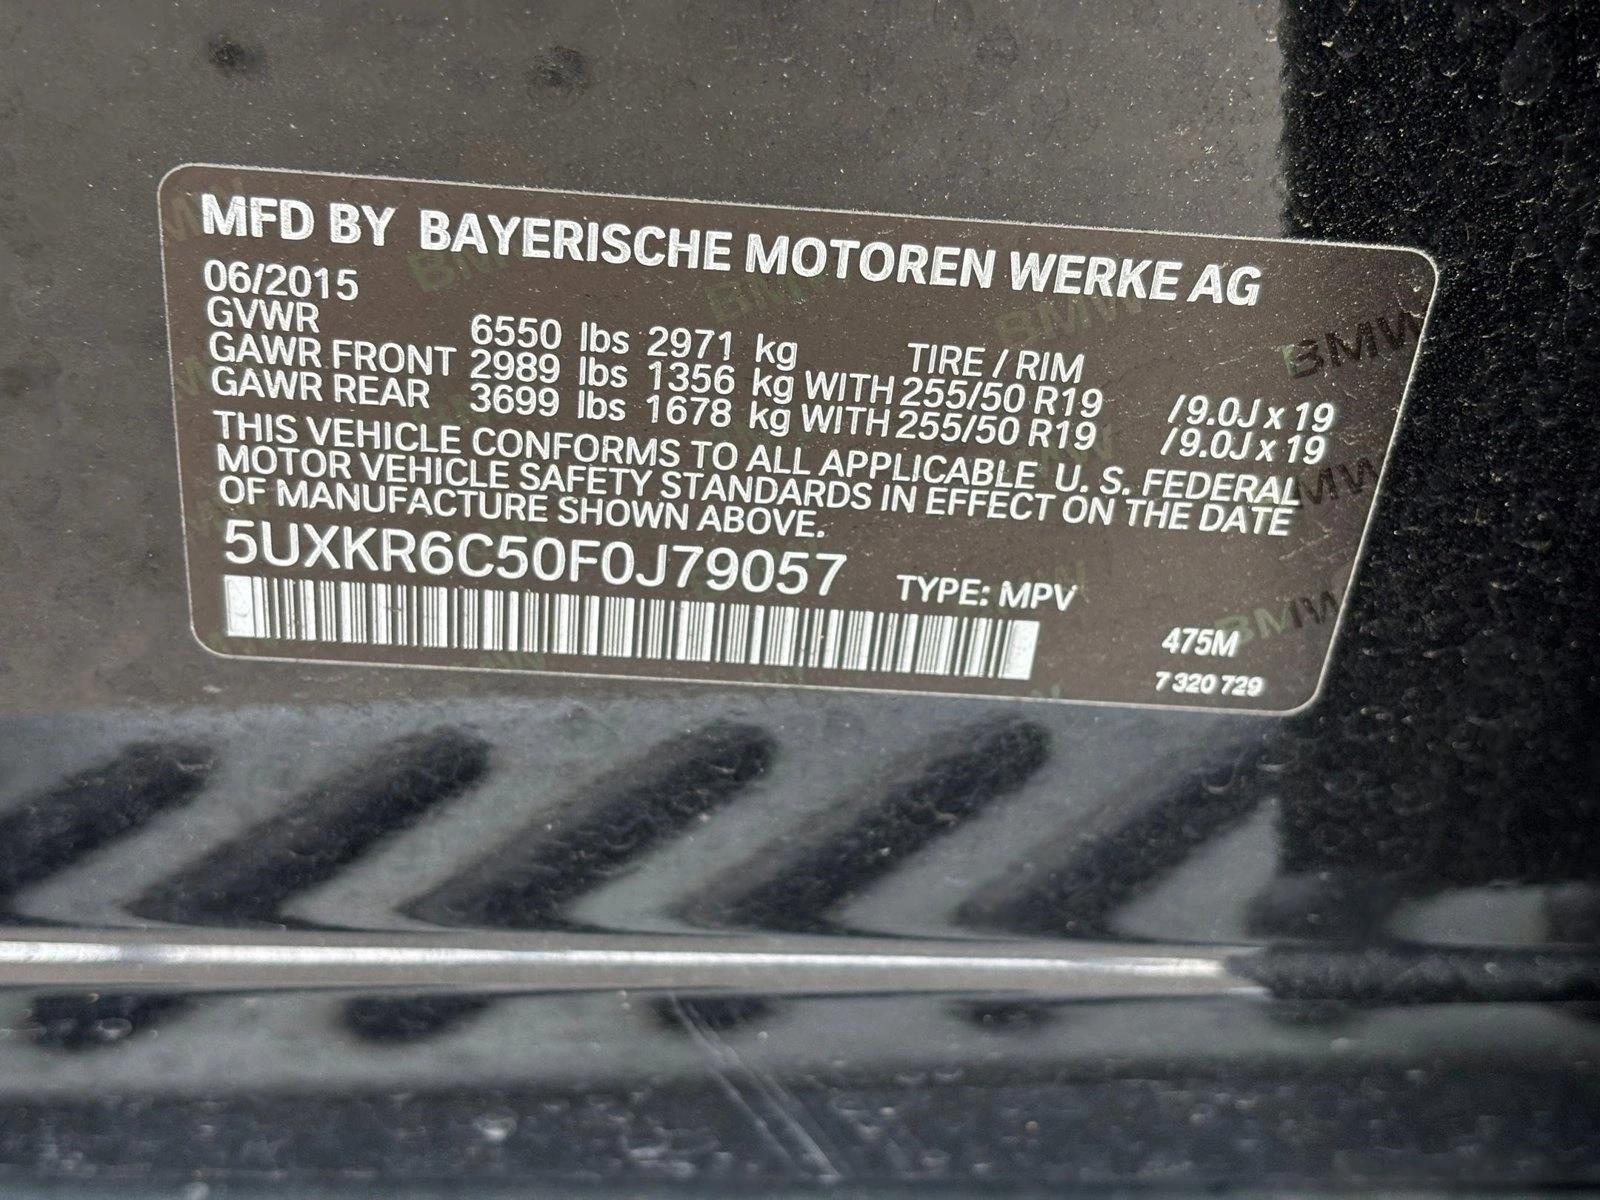 MFD BY BAYERISCHE MOTOREN WERKE AG
06/2015
GVWR 6550 lbs 2971 kg TIRE / RIM
GAWR FRONT 2989 lbs 1356 kg WITH 255/50 R19 /9.0J x 19
GAWR REAR 3699 lbs 1678 kg WITH 255/50 R19 /9.0J x 19
THIS VEHICLE CONFORMS TO ALL APPLICABLE U. S. FEDERAL
MOTOR VEHICLE SAFETY STANDARDS IN EFFECT ON THE DATE
OF MANUFACTURE SHOWN ABOVE.
5UXKR6C50F0J79057 TYPE: MPV
475M
7 320 729